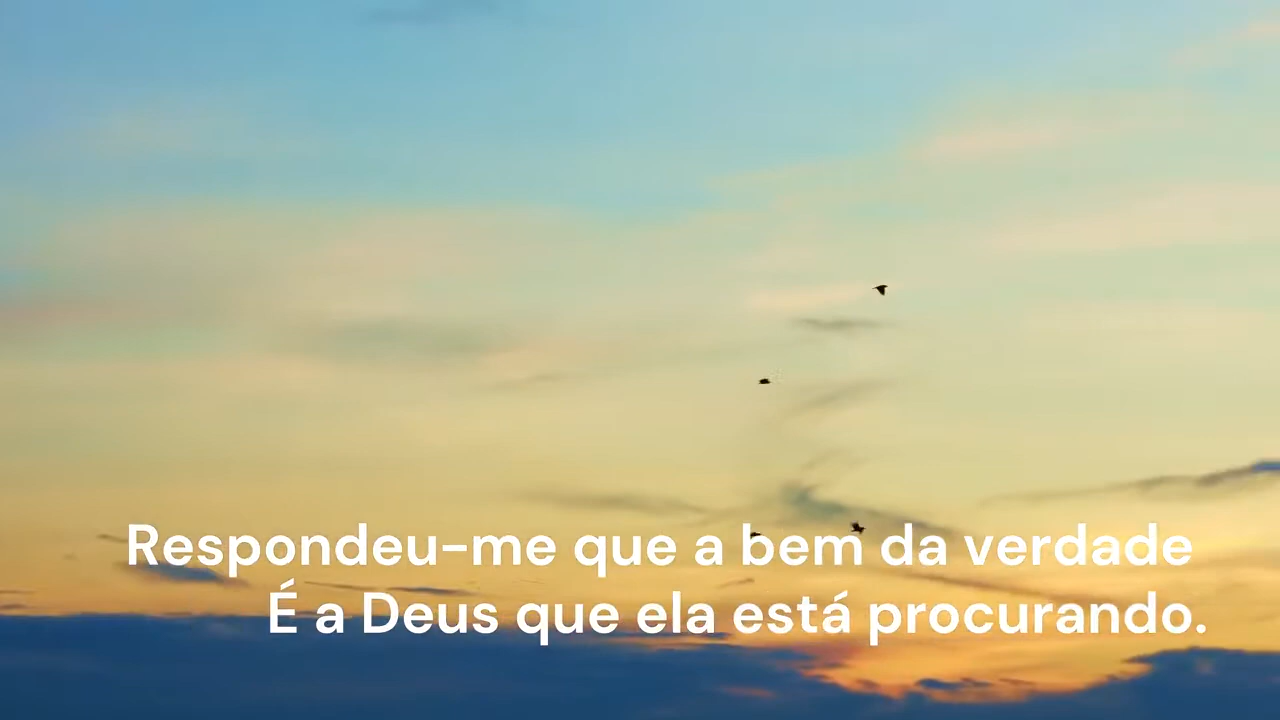 Respondeu-me que a bem da verdade
É a Deus que ela está procurando.